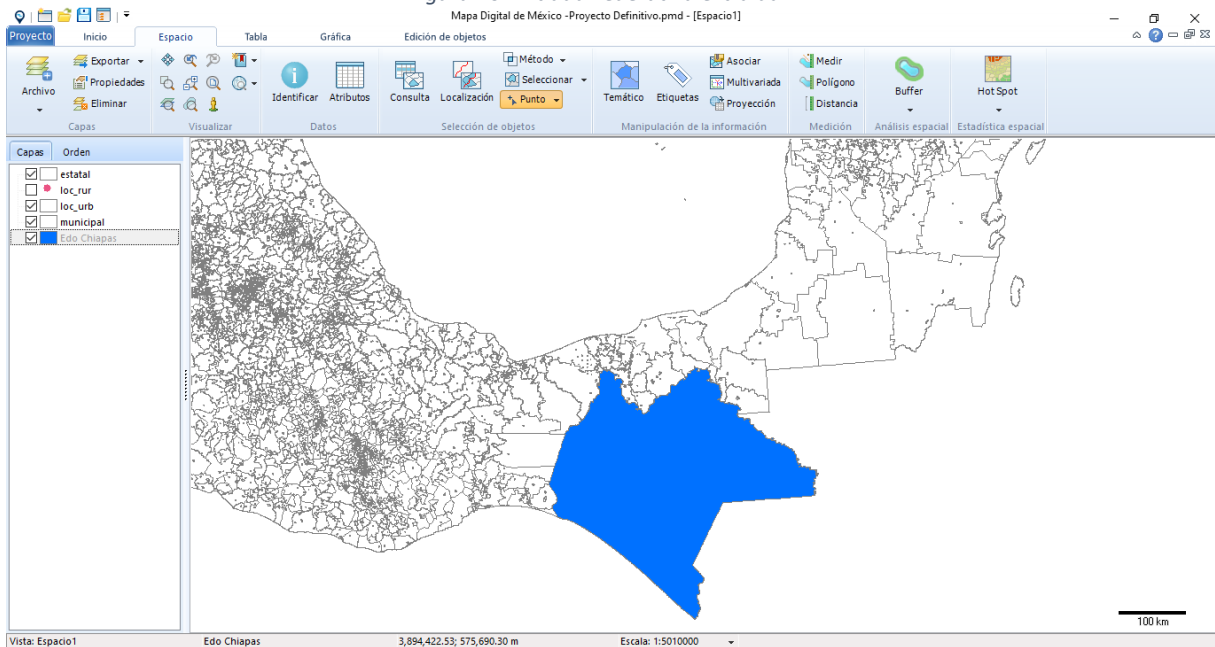 Mapa Digital de México -Proyecto Definitivo.pmd - [Espacio1]
Proyecto Inicio Espacio Tabla Gráfica Edición de objetos
Archivo
Exportar
Propiedades
Eliminar
Capas
Visualizar
Identificar Atributos
Datos
Consulta Localización
Método
Seleccionar
Punto
Selección de objetos
Temático Etiquetas
Asociar
Multivariada
Proyección
Manipulación de la información
Medir
Polígono
Distancia
Medición
Buffer
Análisis espacial
Hot Spot
Estadística espacial
Capas Orden
estatal
loc_rur
loc_urb
municipal
Edo Chiapas
100 km
Vista: Espacio1 Edo Chiapas 3,894,422.53; 575,690.30 m Escala: 1:5010000